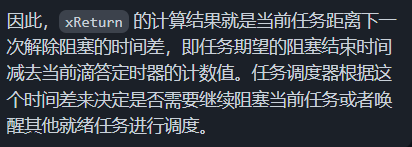 因此，xReturn 的计算结果就是当前任务距离下一
次解除阻塞的时间差，即任务期望的阻塞结束时间
减去当前滴答定时器的计数值。任务调度器根据这
个时间差来决定是否需要继续阻塞当前任务或者唤
醒其他就绪任务进行调度。